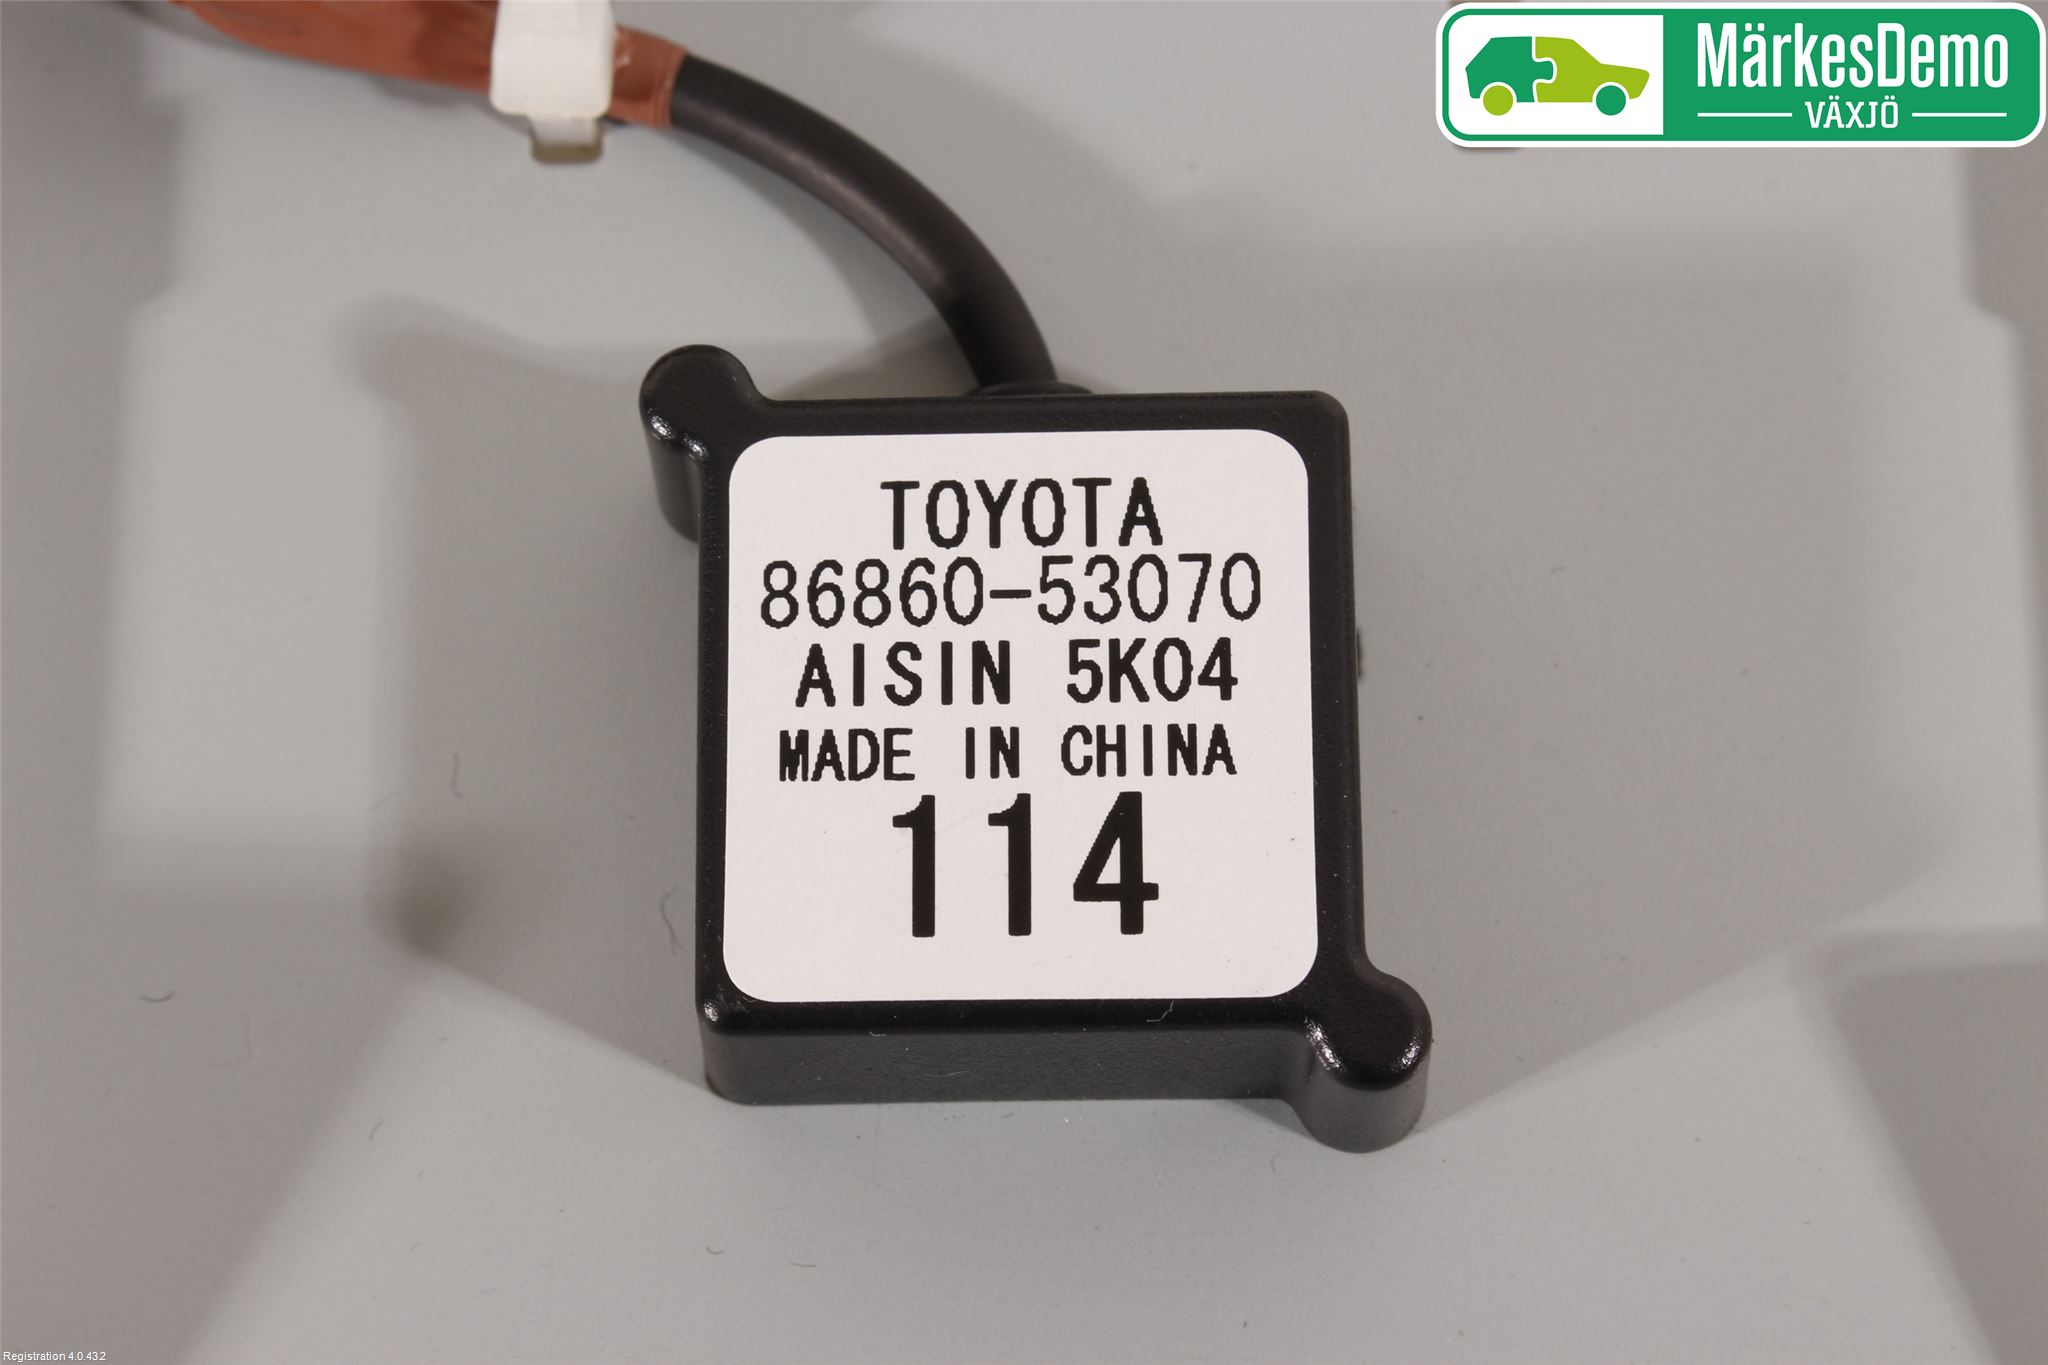 MärkesDemo
VÄXJÖ
TOYOTA
86860-53070
AISIN 5K04
MADE IN CHINA
114
Registration 4.0.432